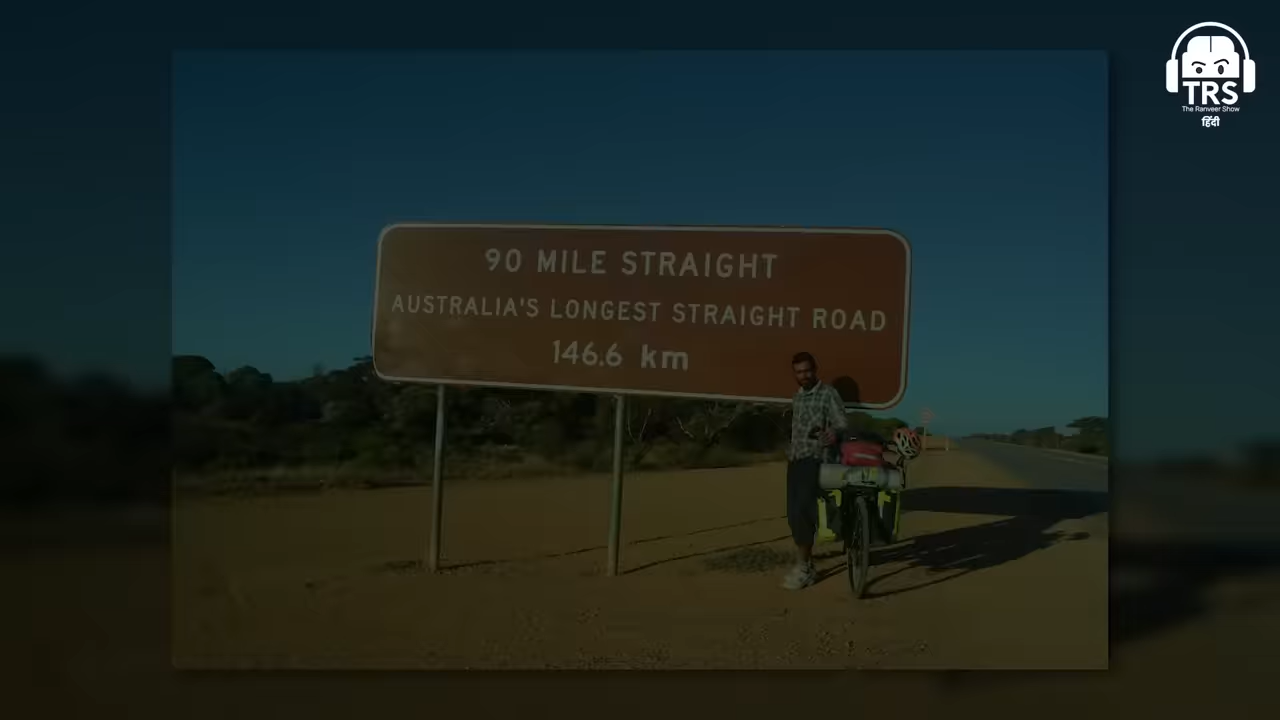 90 MILE STRAIGHT
AUSTRALIA'S LONGEST STRAIGHT ROAD
146.6 km
TRS
The Ranveer Show
हिंदी